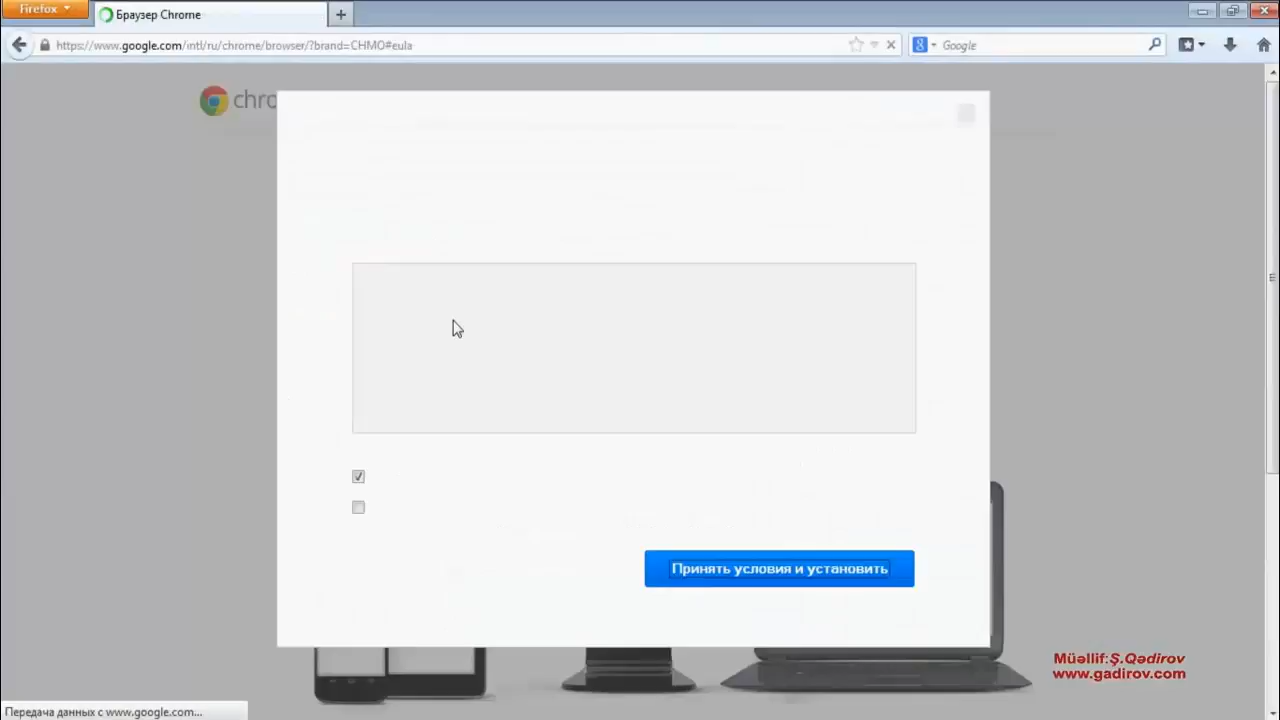 Firefox
Браузер Chrome
https://www.google.com/intl/ru/chrome/browser/?brand=CHMO#eula
Google
chro
Принять условия и установить
Müəllif:Ş.Qədirov
www.gadirov.com
Передача данных с www.google.com...